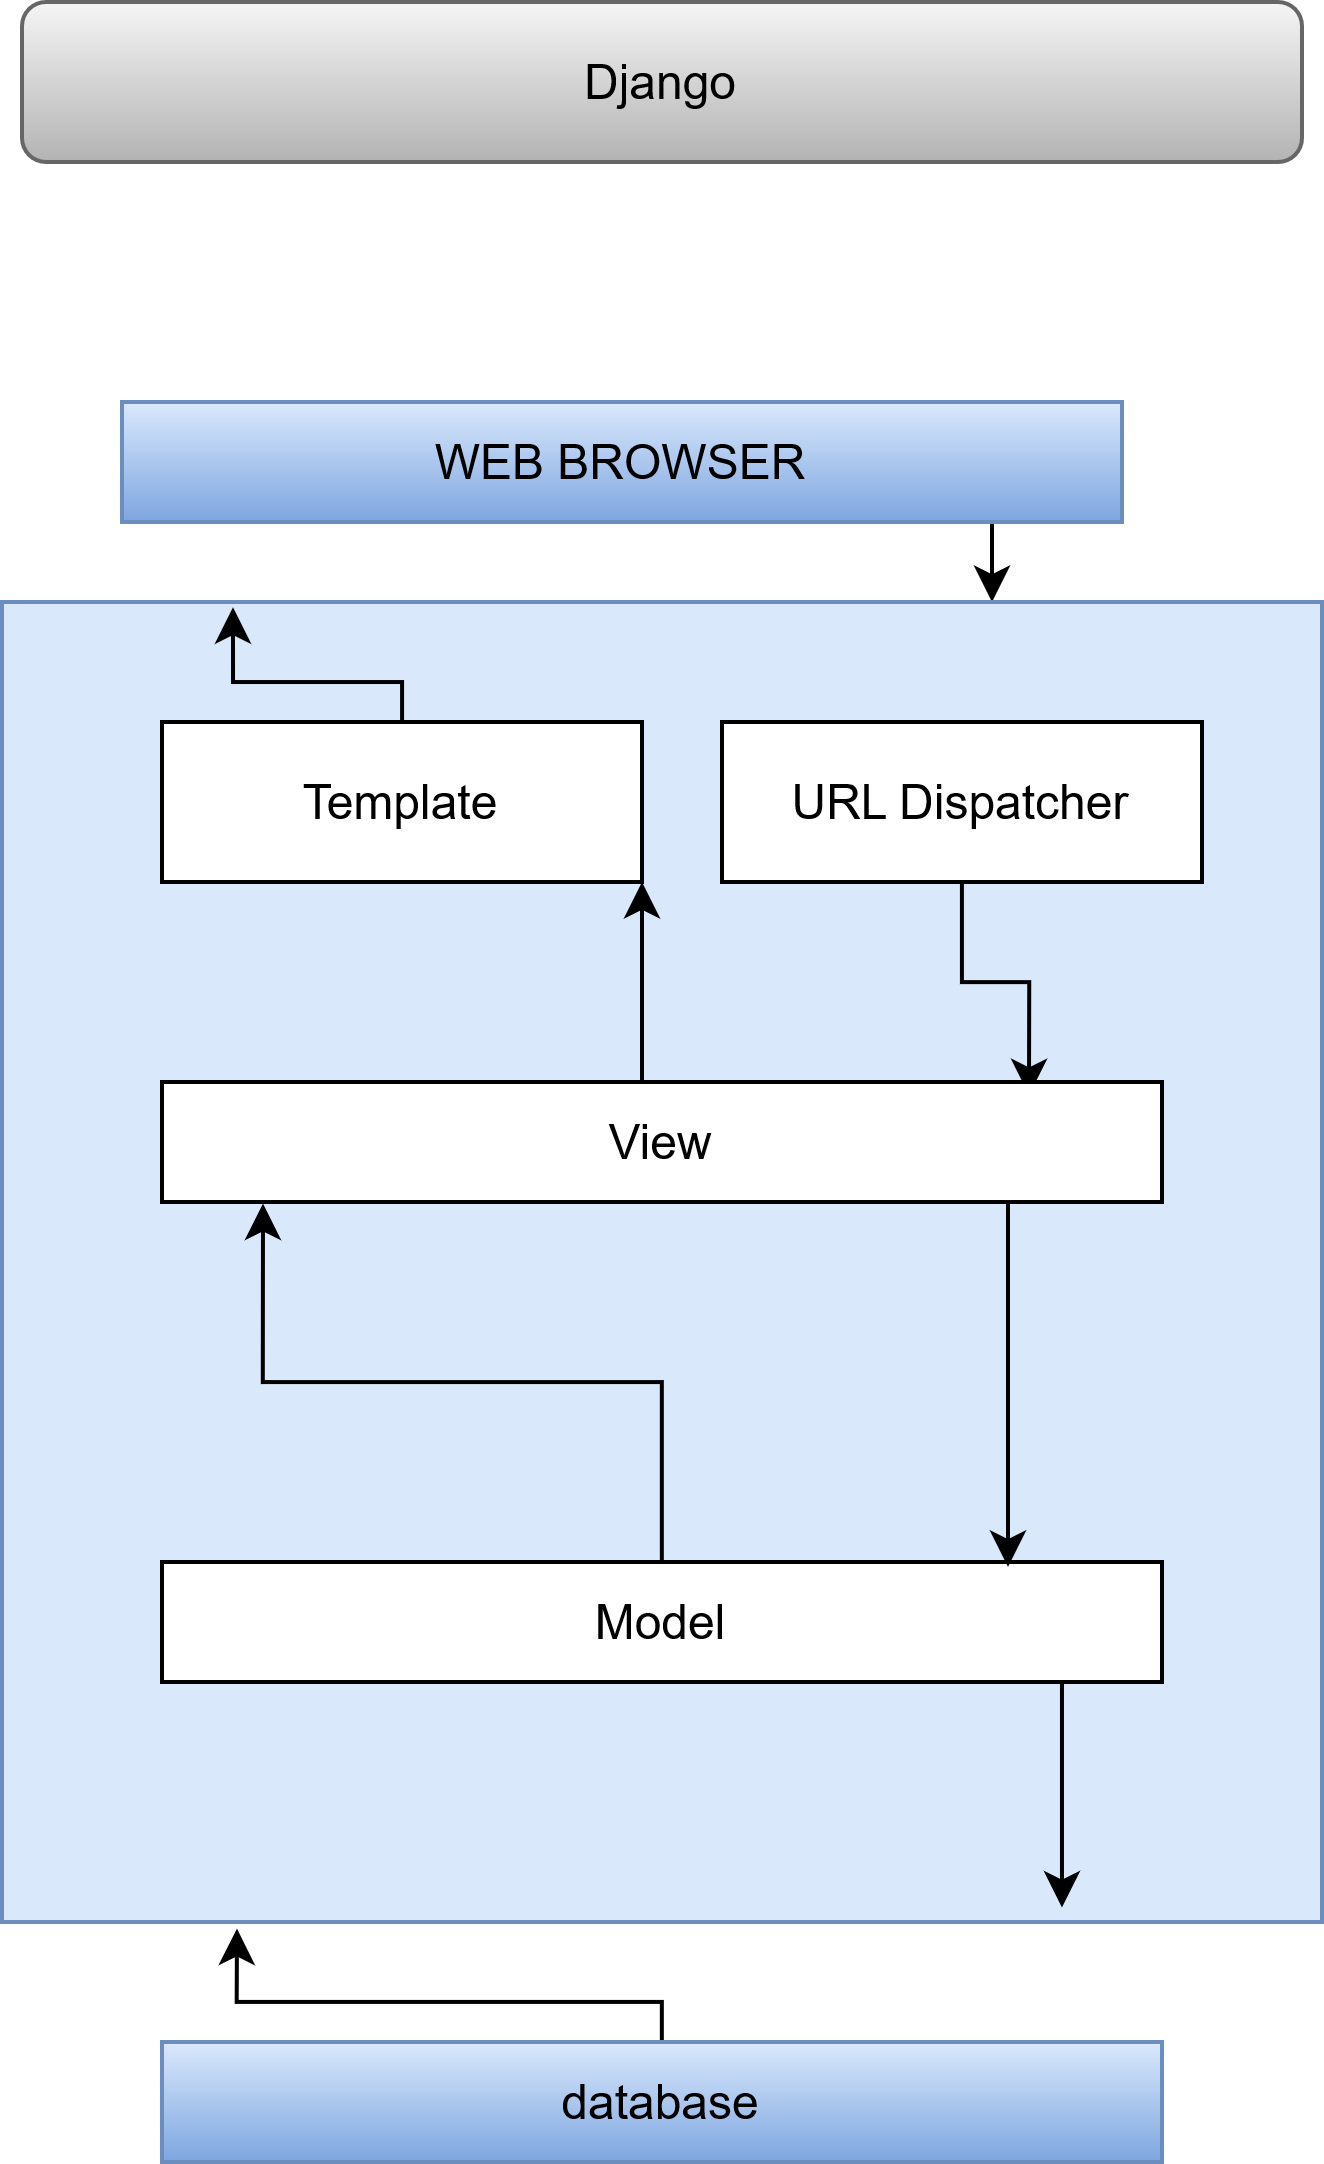 Django
WEB BROWSER
Template
URL Dispatcher
View
Model
database